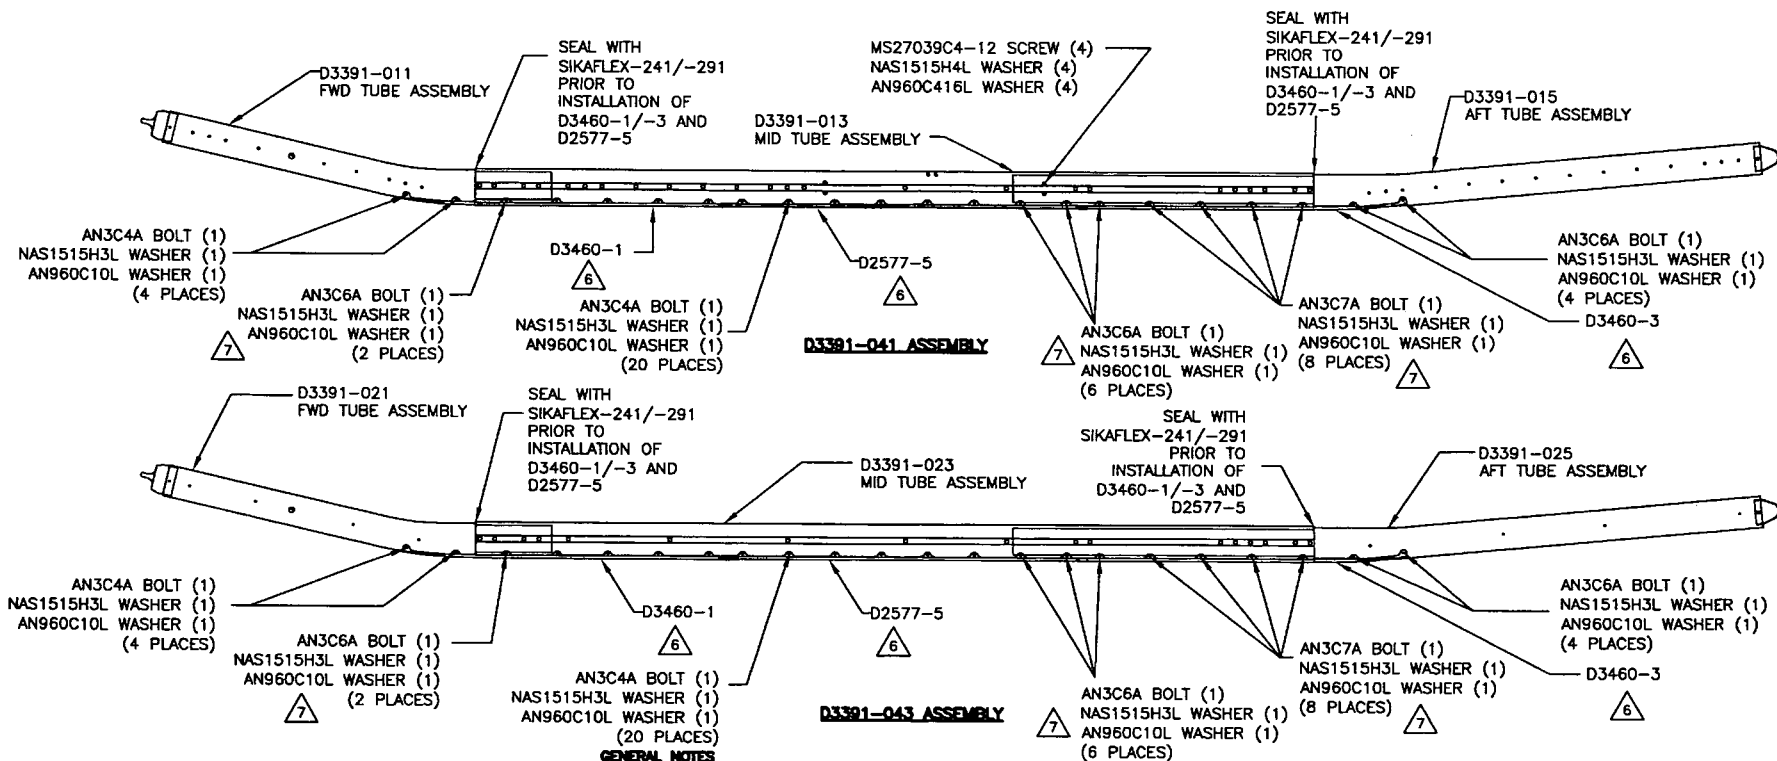 D3391-011
FWD TUBE ASSEMBLY
SEAL WITH
SIKAFLEX-241/-291
PRIOR TO
INSTALLATION OF
D3460-1/-3 AND
D2577-5
MS27039C4-12 SCREW (4)
NAS1515H4L WASHER (4)
AN960C416L WASHER (4)
D3391-013
MID TUBE ASSEMBLY
SEAL WITH
SIKAFLEX-241/-291
PRIOR TO
INSTALLATION OF
D3460-1/-3 AND
D2577-5
D3391-015
AFT TUBE ASSEMBLY
AN3C4A BOLT (1)
NAS1515H3L WASHER (1)
AN960C10L WASHER (1)
(4 PLACES)
AN3C6A BOLT (1)
NAS1515H3L WASHER (1)
AN960C10L WASHER (1)
(2 PLACES)
7
D3460-1
6
AN3C4A BOLT (1)
NAS1515H3L WASHER (1)
AN960C10L WASHER (1)
(20 PLACES)
D2577-5
6
D3391-041 ASSEMBLY
7
AN3C6A BOLT (1)
NAS1515H3L WASHER (1)
AN960C10L WASHER (1)
(6 PLACES)
AN3C7A BOLT (1)
NAS1515H3L WASHER (1)
AN960C10L WASHER (1)
(8 PLACES)
7
AN3C6A BOLT (1)
NAS1515H3L WASHER (1)
AN960C10L WASHER (1)
(4 PLACES)
D3460-3
6
D3391-021
FWD TUBE ASSEMBLY
SEAL WITH
SIKAFLEX-241/-291
PRIOR TO
INSTALLATION OF
D3460-1/-3 AND
D2577-5
D3391-023
MID TUBE ASSEMBLY
SEAL WITH
SIKAFLEX-241/-291
PRIOR TO
INSTALLATION OF
D3460-1/-3 AND
D2577-5
D3391-025
AFT TUBE ASSEMBLY
AN3C4A BOLT (1)
NAS1515H3L WASHER (1)
AN960C10L WASHER (1)
(4 PLACES)
AN3C6A BOLT (1)
NAS1515H3L WASHER (1)
AN960C10L WASHER (1)
(2 PLACES)
7
D3460-1
6
AN3C4A BOLT (1)
NAS1515H3L WASHER (1)
AN960C10L WASHER (1)
(20 PLACES)
D2577-5
6
D3391-043 ASSEMBLY
7
AN3C6A BOLT (1)
NAS1515H3L WASHER (1)
AN960C10L WASHER (1)
(6 PLACES)
AN3C7A BOLT (1)
NAS1515H3L WASHER (1)
AN960C10L WASHER (1)
(8 PLACES)
7
AN3C6A BOLT (1)
NAS1515H3L WASHER (1)
AN960C10L WASHER (1)
(4 PLACES)
D3460-3
6
GENERAL NOTES